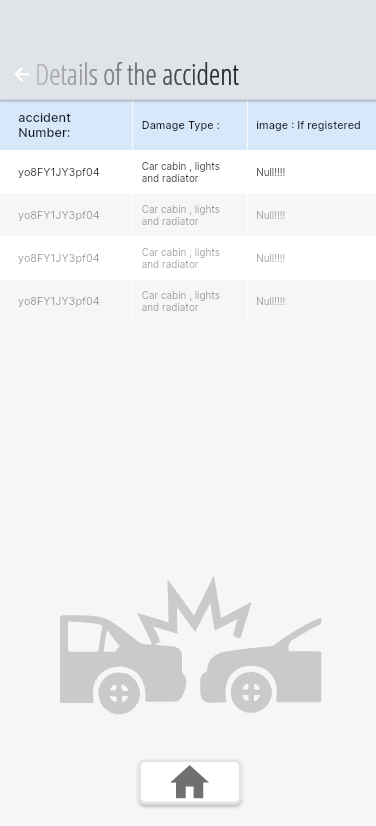 Details of the accident
accident
Number:
Damage Type :
image : If registered
yo8FY1JY3pf04
Car cabin , lights
and radiator
Null!!!!
yo8FY1JY3pf04
Car cabin , lights
and radiator
Null!!!!
yo8FY1JY3pf04
Car cabin , lights
and radiator
Null!!!!
yo8FY1JY3pf04
Car cabin , lights
and radiator
Null!!!!